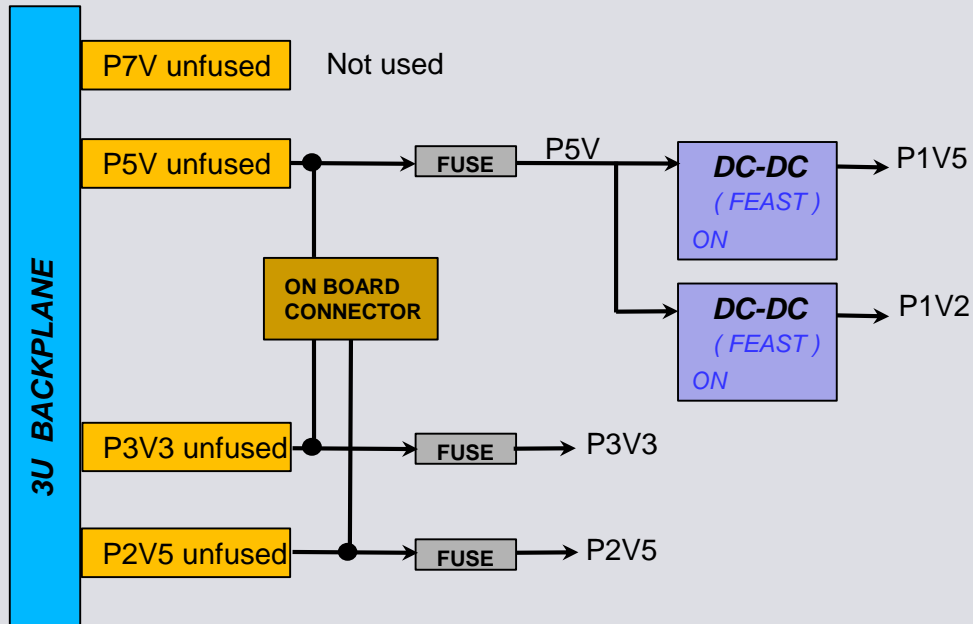 3U BACKPLANE
P7V unfused
Not used
P5V unfused
FUSE
P5V
DC-DC
( FEAST )
ON
P1V5
ON BOARD
CONNECTOR
DC-DC
( FEAST )
ON
P1V2
P3V3 unfused
FUSE
P3V3
P2V5 unfused
FUSE
P2V5